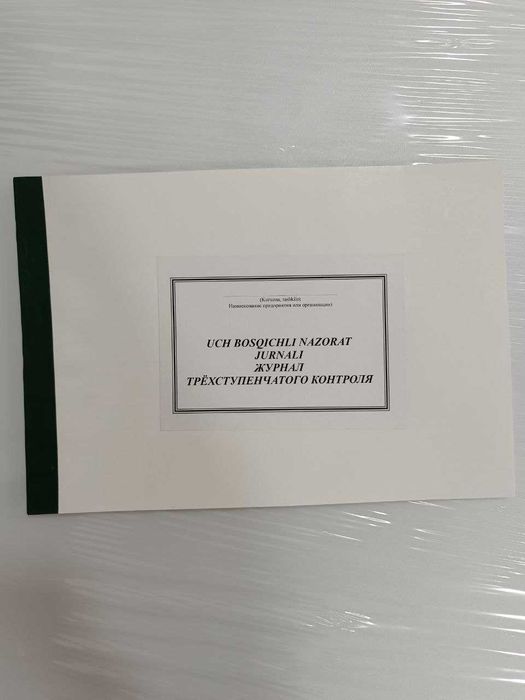 (Korxona, tashkilot
Наименование предприятия или организации)
UCH BOSQICHLI NAZORAT
JURNALI
ЖУРНАЛ
ТРЁХСТУПЕНЧАТОГО КОНТРОЛЯ